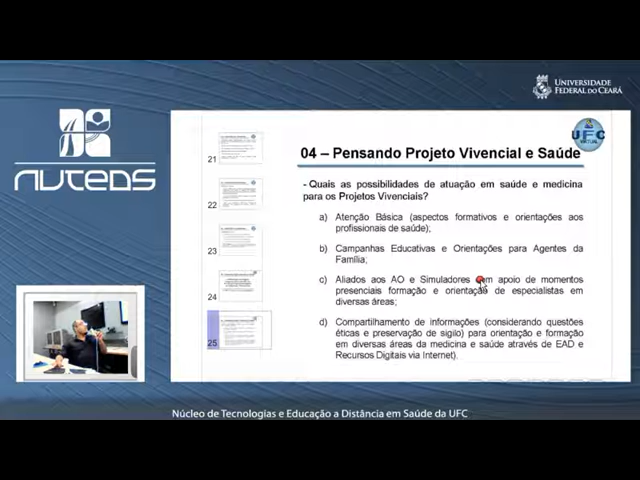 UNIVERSIDADE
FEDERAL DO CEARÁ
NUTEDS
UFC
VIRTUAL
04 – Pensando Projeto Vivencial e Saúde
- Quais as possibilidades de atuação em saúde e medicina
para os Projetos Vivenciais?
a) Atenção Básica (aspectos formativos e orientações aos
profissionais de saúde);
b) Campanhas Educativas e Orientações para Agentes da
Família;
c) Aliados aos AO e Simuladores apoio de momentos
presenciais formação e orientação de especialistas em
diversas áreas;
d) Compartilhamento de informações (considerando questões
éticas e preservação de sigilo) para orientação e formação
em diversas áreas da medicina e saúde através de EAD e
Recursos Digitais via Internet).
21
22
23
24
25
Núcleo de Tecnologias e Educação a Distância em Saúde da UFC